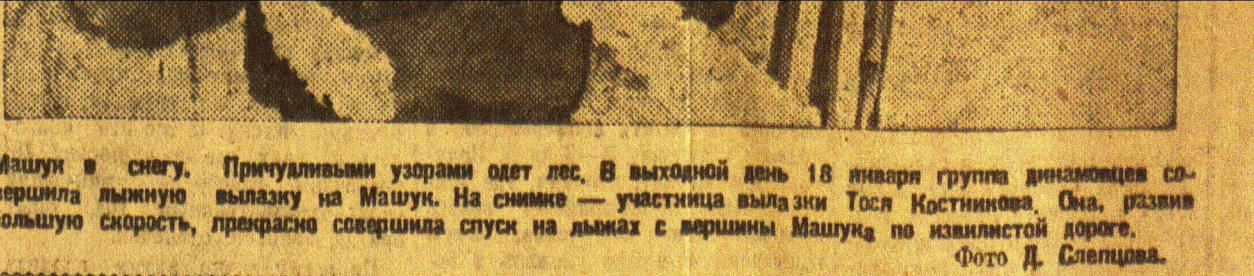 Машук в снегу. Причудливыми узорами одет лес. В выходной день 18 января группа динамовцев со-
вершила лыжную вылазку на Машук. На снимке — участница вылазки Тося Костникова. Она, развив
большую скорость, прекрасно совершила спуск на лыжах с вершины Машука по извилистой дороге.
Фото Д. Слепцова.